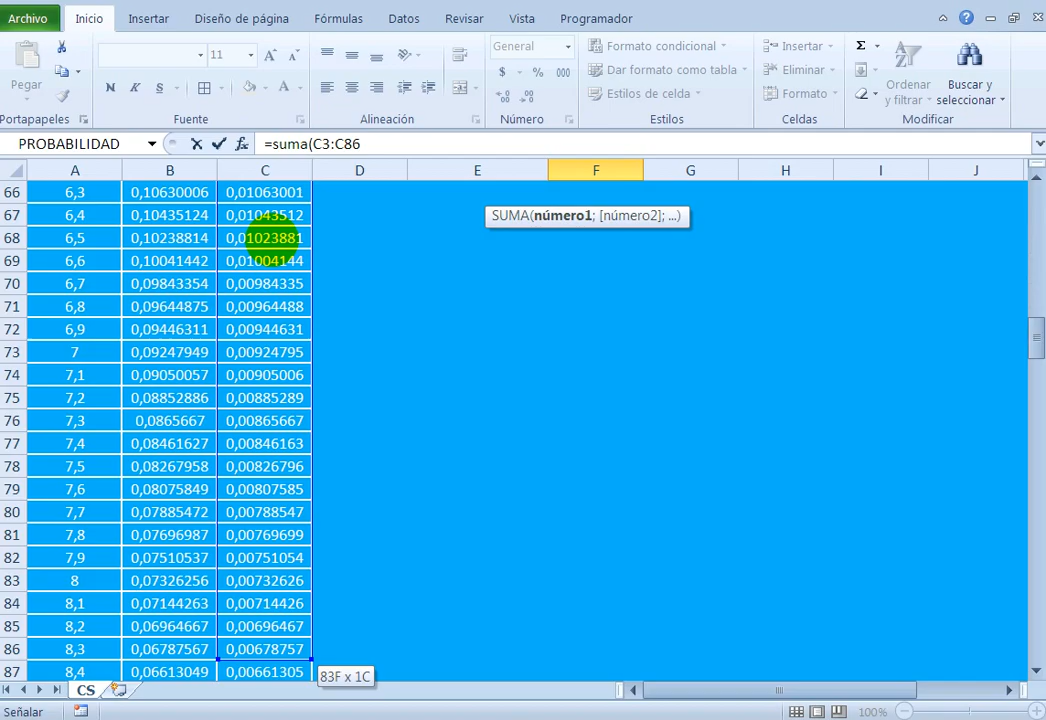 Archivo Inicio Insertar Diseño de página Fórmulas Datos Revisar Vista Programador
11 General Formato condicional Insertar Σ
Pegar N K S A $ % 000 Dar formato como tabla Eliminar Ordenar y filtrar Buscar y seleccionar
Estilos de celda Formato
Portapapeles Fuente Alineación Número Estilos Celdas Modificar
PROBABILIDAD fx =suma(C3:C86
A B C D E F G H I J
66 6,3 0,10630006 0,01063001
67 6,4 0,10435124 0,01043512 SUMA(número1; [número2]; ...)
68 6,5 0,10238814 0,01023881
69 6,6 0,10041442 0,01004144
70 6,7 0,09843354 0,00984335
71 6,8 0,09644875 0,00964488
72 6,9 0,09446311 0,00944631
73 7 0,09247949 0,00924795
74 7,1 0,09050057 0,00905006
75 7,2 0,08852886 0,00885289
76 7,3 0,0865667 0,00865667
77 7,4 0,08461627 0,00846163
78 7,5 0,08267958 0,00826796
79 7,6 0,08075849 0,00807585
80 7,7 0,07885472 0,00788547
81 7,8 0,07696987 0,00769699
82 7,9 0,07510537 0,00751054
83 8 0,07326256 0,00732626
84 8,1 0,07144263 0,00714426
85 8,2 0,06964667 0,00696467
86 8,3 0,06787567 0,00678757
87 8,4 0,06613049 0,00661305
83F x 1C
CS
Señalar 100%